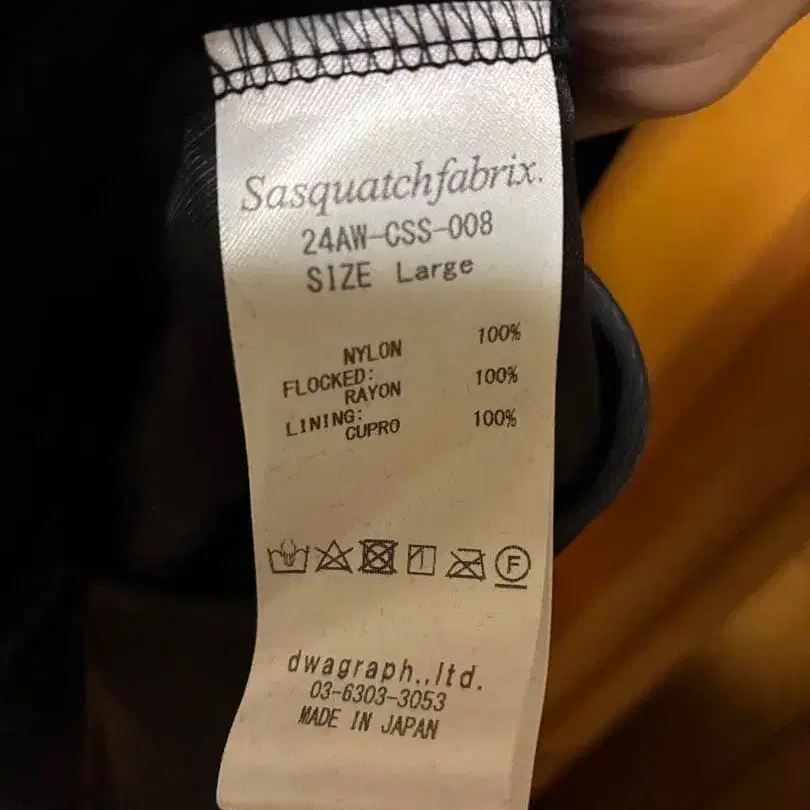 Sasquatchfabrix.
24AW-CSS-008
SIZE Large
NYLON 100%
FLOCKED:
RAYON 100%
LINING:
CUPRO 100%
F
dwagraph.,ltd.
03-6303-3053
MADE IN JAPAN